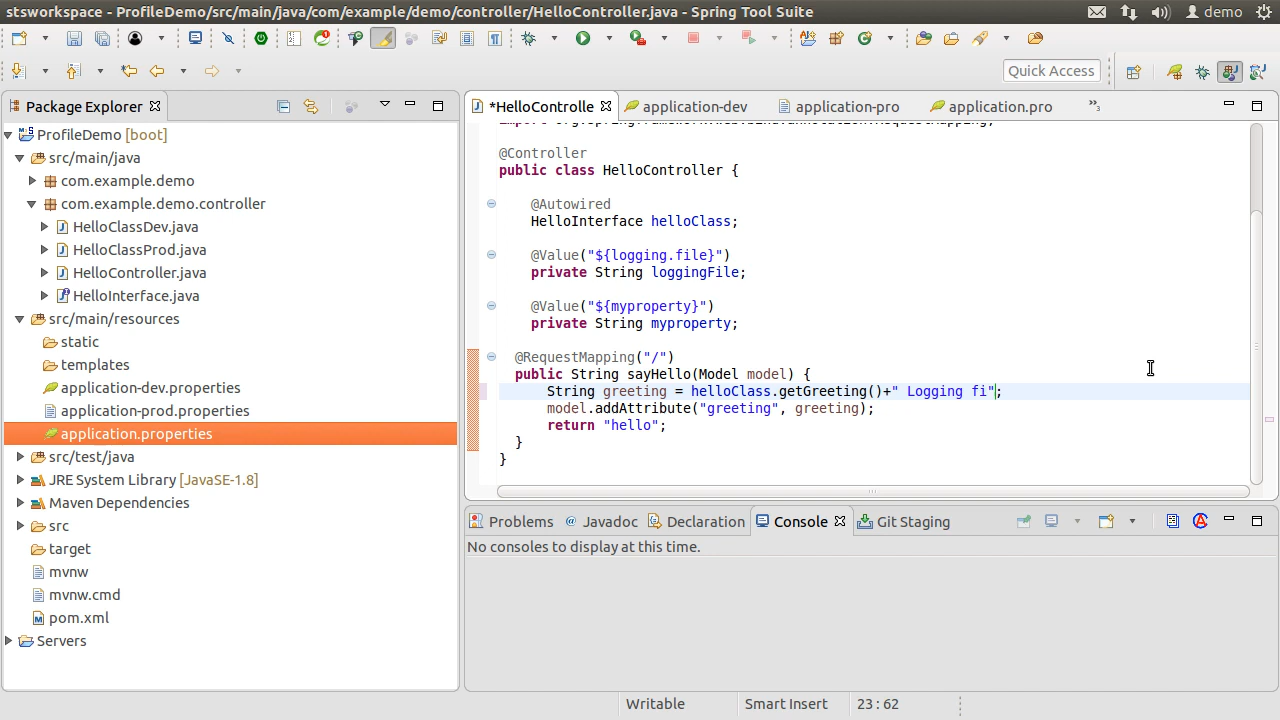 stsworkspace - ProfileDemo/src/main/java/com/example/demo/controller/HelloController.java - Spring Tool Suite
demo
Quick Access
Package Explorer
ProfileDemo [boot]
src/main/java
com.example.demo
com.example.demo.controller
HelloClassDev.java
HelloClassProd.java
HelloController.java
HelloInterface.java
src/main/resources
static
templates
application-dev.properties
application-prod.properties
application.properties
src/test/java
JRE System Library [JavaSE-1.8]
Maven Dependencies
src
target
mvnw
mvnw.cmd
pom.xml
Servers
*HelloControlle
application-dev
application-pro
application.pro
»3
@Controller
public class HelloController {
@Autowired
HelloInterface helloClass;
@Value("${logging.file}")
private String loggingFile;
@Value("${myproperty}")
private String myproperty;
@RequestMapping("/")
public String sayHello(Model model) {
String greeting = helloClass.getGreeting()+" Logging fi";
model.addAttribute("greeting", greeting);
return "hello";
}
}
Problems
@ Javadoc
Declaration
Console
Git Staging
No consoles to display at this time.
Writable
Smart Insert
23 : 62